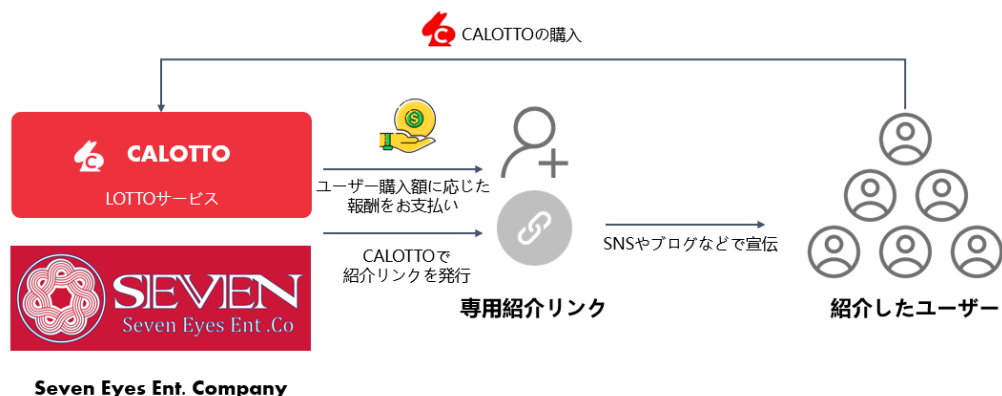 CALOTTOの購入
CALOTTO
LOTTOサービス
ユーザー購入額に応じた
報酬をお支払い
CALOTTOで
紹介リンクを発行
SNSやブログなどで宣伝
SEVEN
Seven Eyes Ent .Co
専用紹介リンク
紹介したユーザー
Seven Eyes Ent. Company